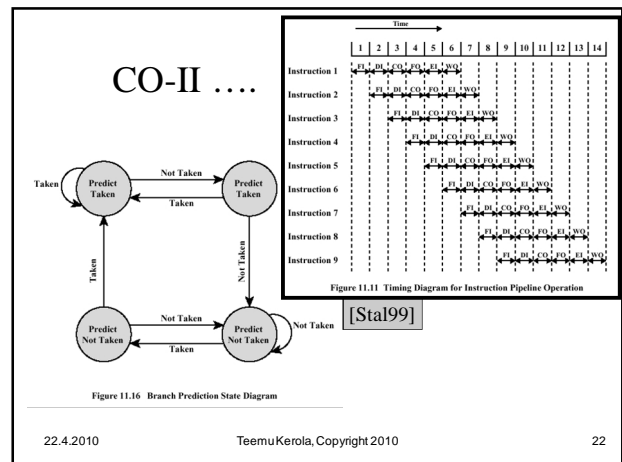 CO-II ....
Time
1 2 3 4 5 6 7 8 9 10 11 12 13 14
Instruction 1 FI DI CO FO EI WO
Instruction 2 FI DI CO FO EI WO
Instruction 3 FI DI CO FO EI WO
Instruction 4 FI DI CO FO EI WO
Instruction 5 FI DI CO FO EI WO
Instruction 6 FI DI CO FO EI WO
Instruction 7 FI DI CO FO EI WO
Instruction 8 FI DI CO FO EI WO
Instruction 9 FI DI CO FO EI WO
Figure 11.11 Timing Diagram for Instruction Pipeline Operation
[Stal99]
Not Taken
Taken
Predict
Taken
Predict
Taken
Taken
Taken
Not Taken
Not Taken
Predict
Not Taken
Predict
Not Taken
Not Taken
Taken
Figure 11.16 Branch Prediction State Diagram
22.4.2010
Teemu Kerola, Copyright 2010
22